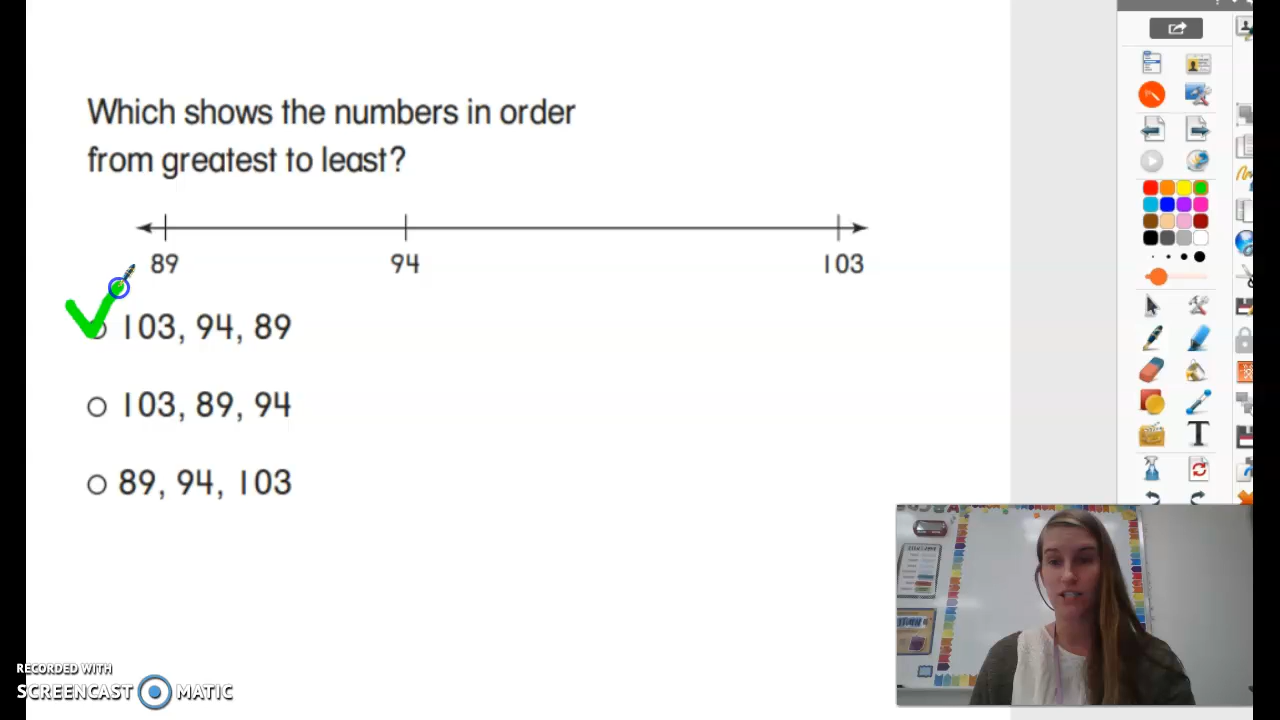 Which shows the numbers in order
from greatest to least?
89 94 103
103, 94, 89
103, 89, 94
89, 94, 103
T
RECORDED WITH
SCREENCAST MATIC